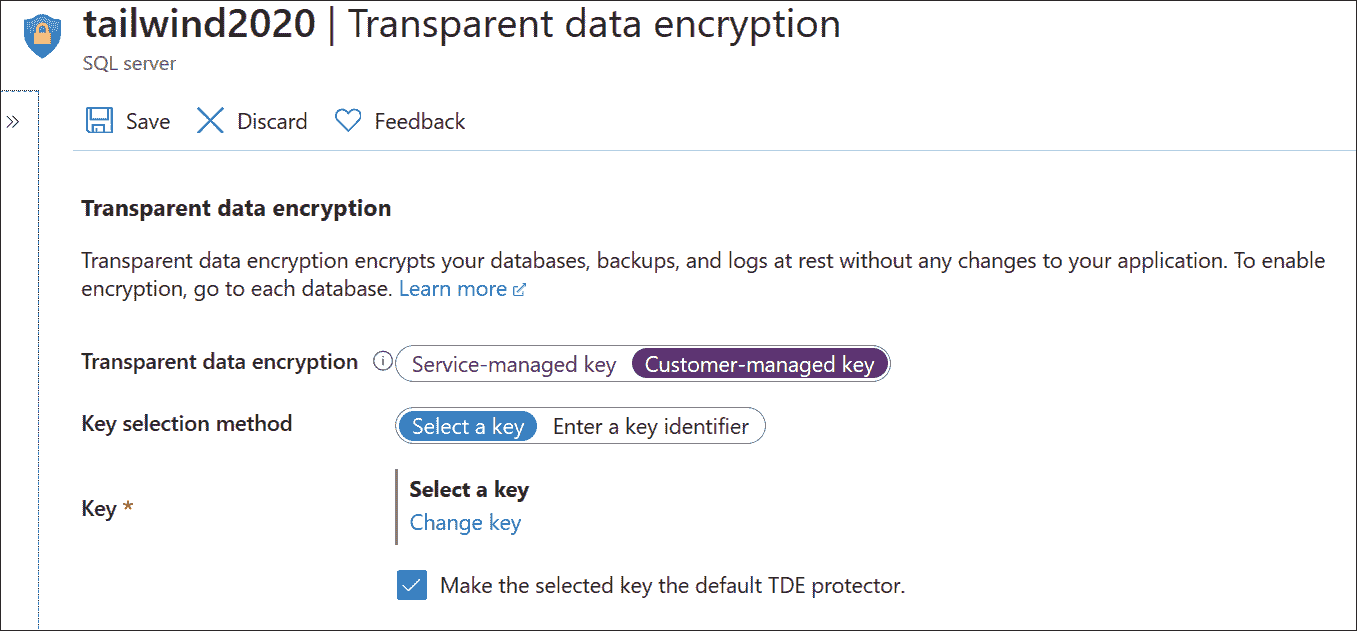 tailwind2020 | Transparent data encryption
SQL server
Save Discard Feedback
Transparent data encryption
Transparent data encryption encrypts your databases, backups, and logs at rest without any changes to your application. To enable
encryption, go to each database. Learn more
Transparent data encryption Service-managed key Customer-managed key
Key selection method Select a key Enter a key identifier
Key *
Select a key
Change key
Make the selected key the default TDE protector.